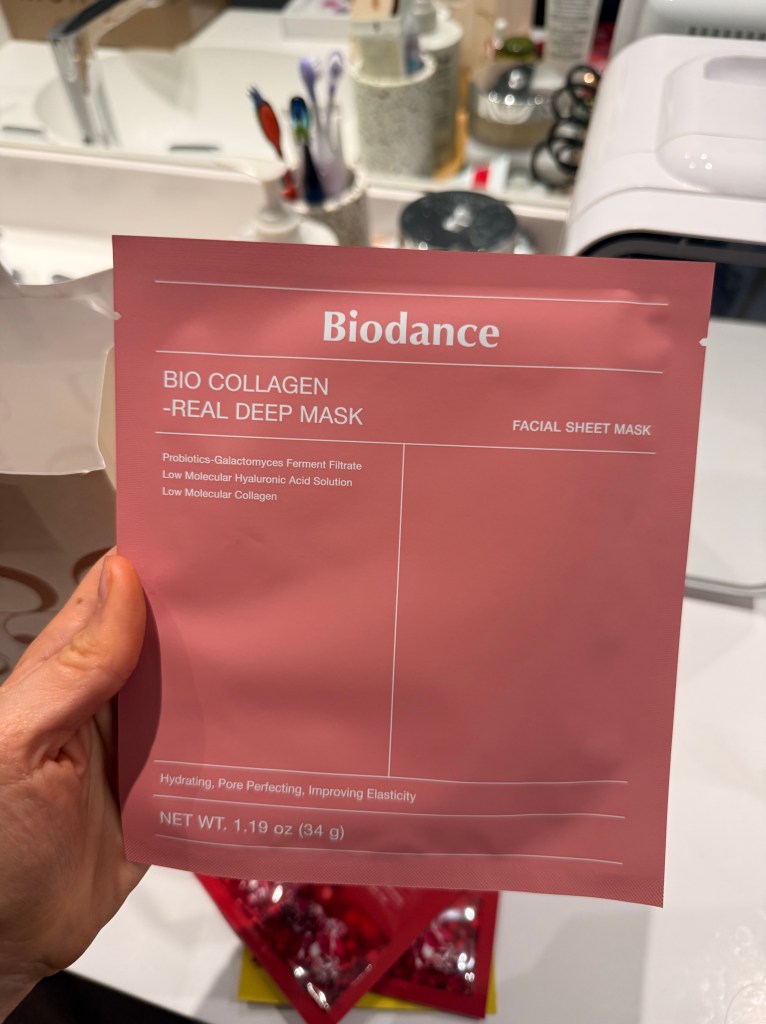 Biodance
BIO COLLAGEN
-REAL DEEP MASK
FACIAL SHEET MASK
Probiotics-Galactomyces Ferment Filtrate
Low Molecular Hyaluronic Acid Solution
Low Molecular Collagen
Hydrating, Pore Perfecting, Improving Elasticity
NET WT. 1.19 oz (34 g)